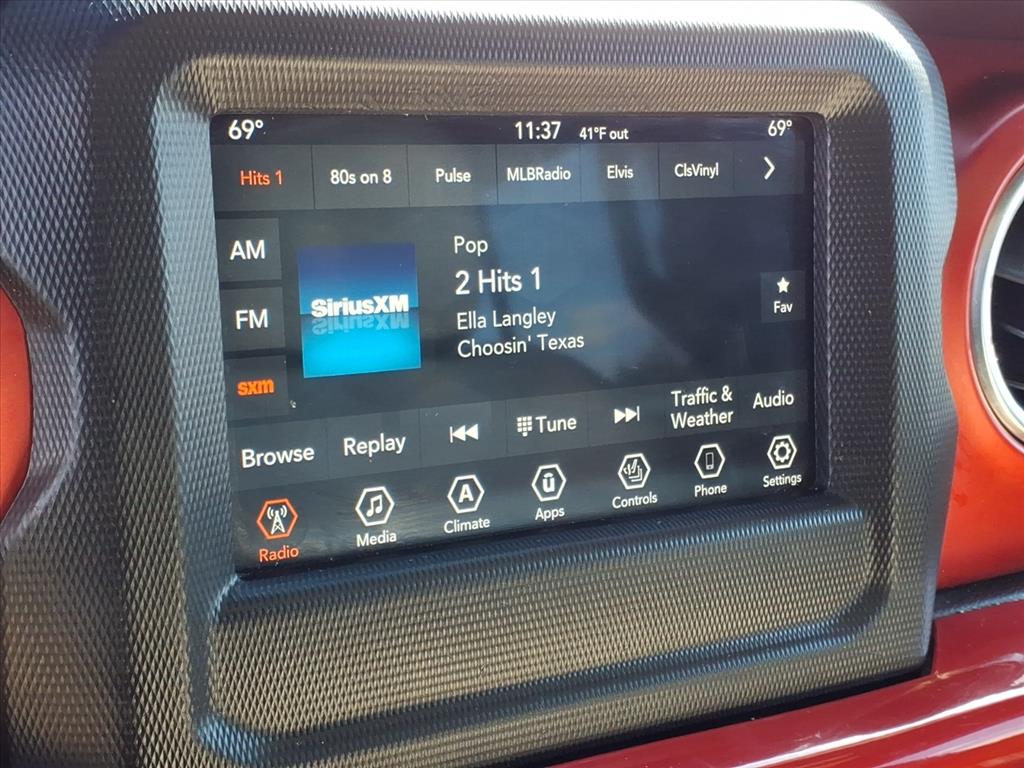 69° 11:37 41°F out 69°
Hits 1 80s on 8 Pulse MLBRadio Elvis ClsVinyl
AM
FM
sxm
SiriusXM
Pop
2 Hits 1
Ella Langley
Choosin' Texas
Fav
Browse Replay Tune Traffic &
Weather Audio
Radio Media Climate Apps Controls Phone Settings
A ū